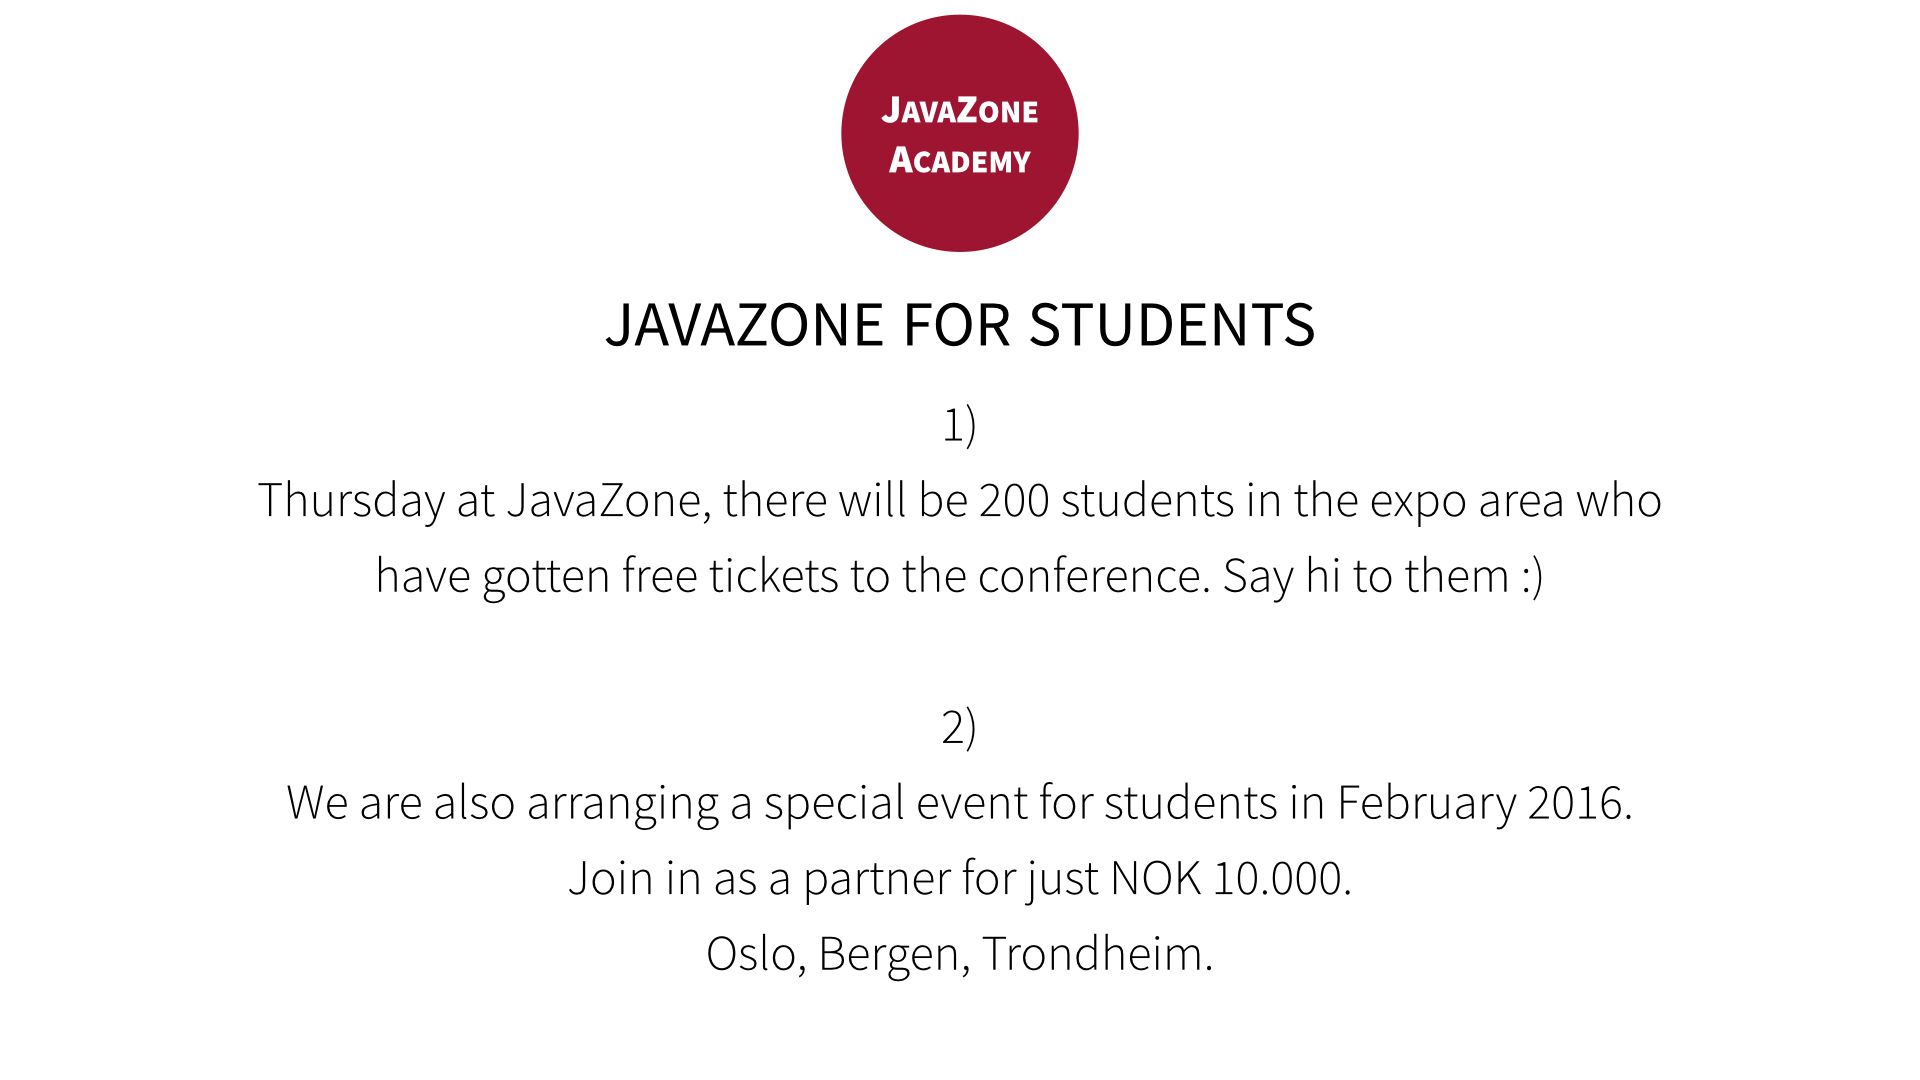 JAVAZONE
ACADEMY
JAVAZONE FOR STUDENTS
1)
Thursday at JavaZone, there will be 200 students in the expo area who
have gotten free tickets to the conference. Say hi to them :)
2)
We are also arranging a special event for students in February 2016.
Join in as a partner for just NOK 10.000.
Oslo, Bergen, Trondheim.